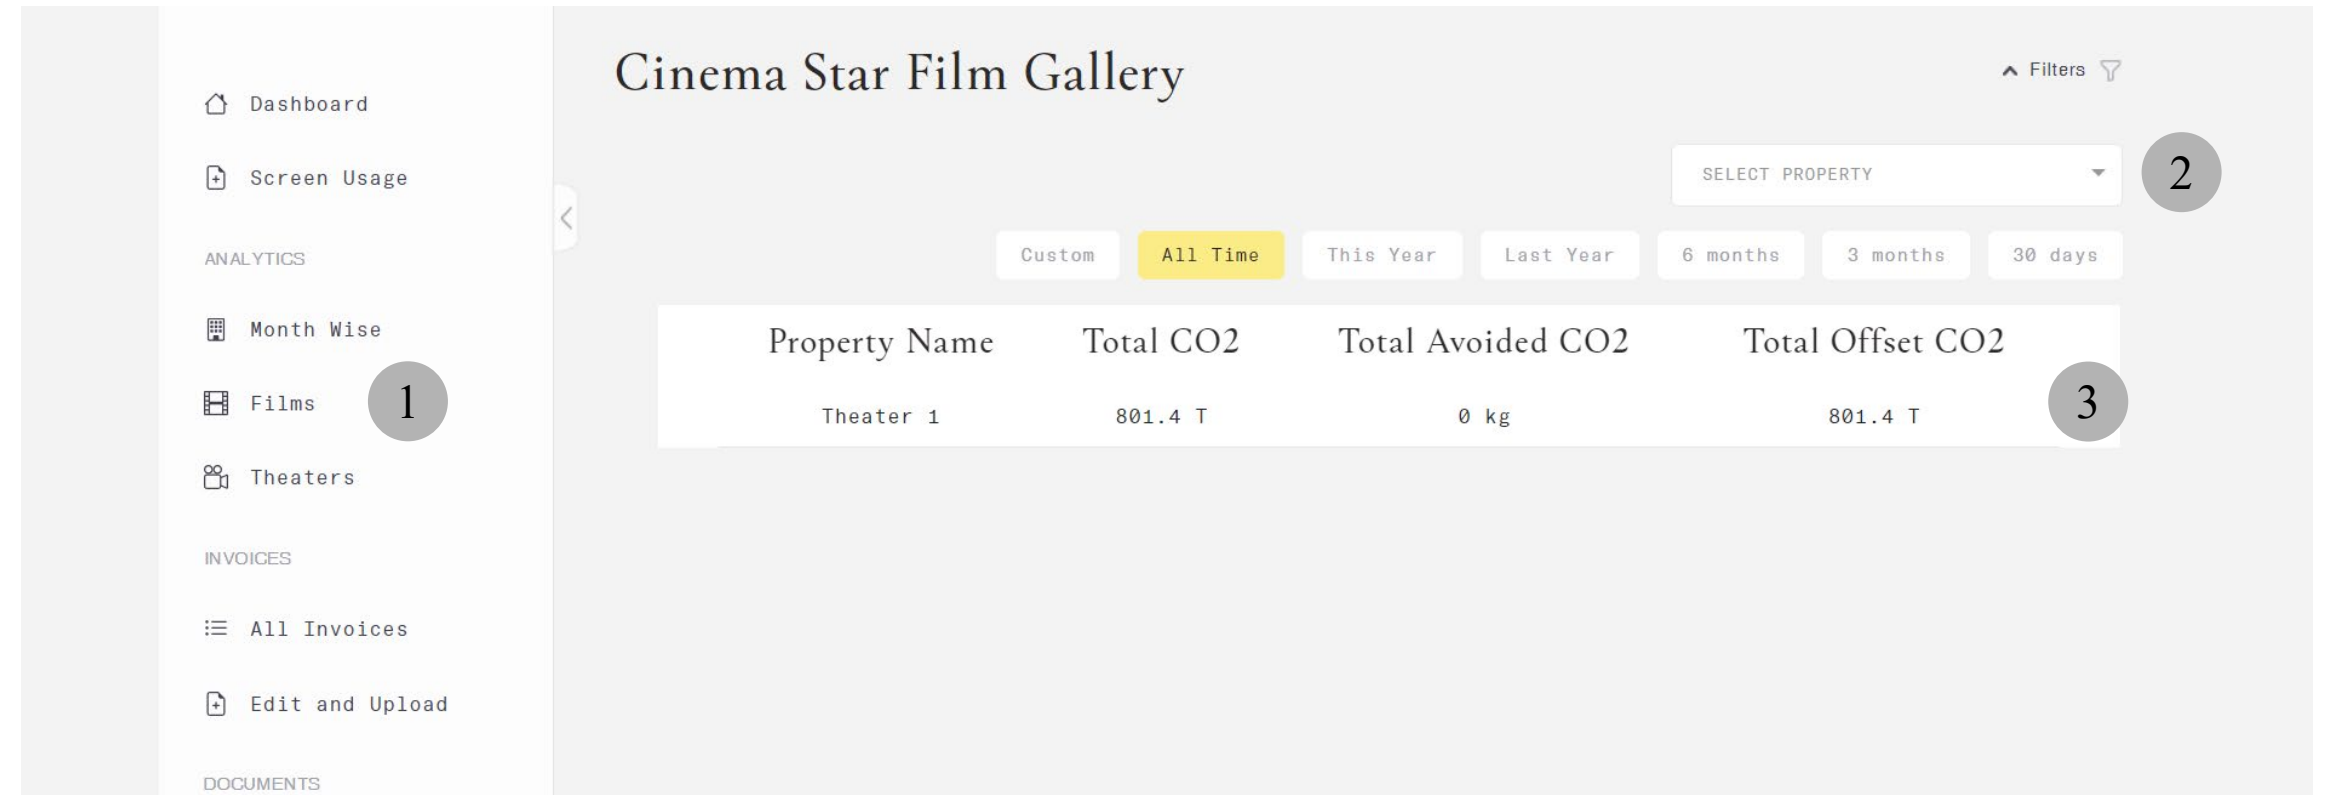 Dashboard
Screen Usage
ANALYTICS
Month Wise
Films
1
Theaters
INVOICES
All Invoices
Edit and Upload
DOCUMENTS
Cinema Star Film Gallery
Filters
SELECT PROPERTY
2
Custom All Time This Year Last Year 6 months 3 months 30 days
Property Name Total CO2 Total Avoided CO2 Total Offset CO2
Theater 1 801.4 T 0 kg 801.4 T
3